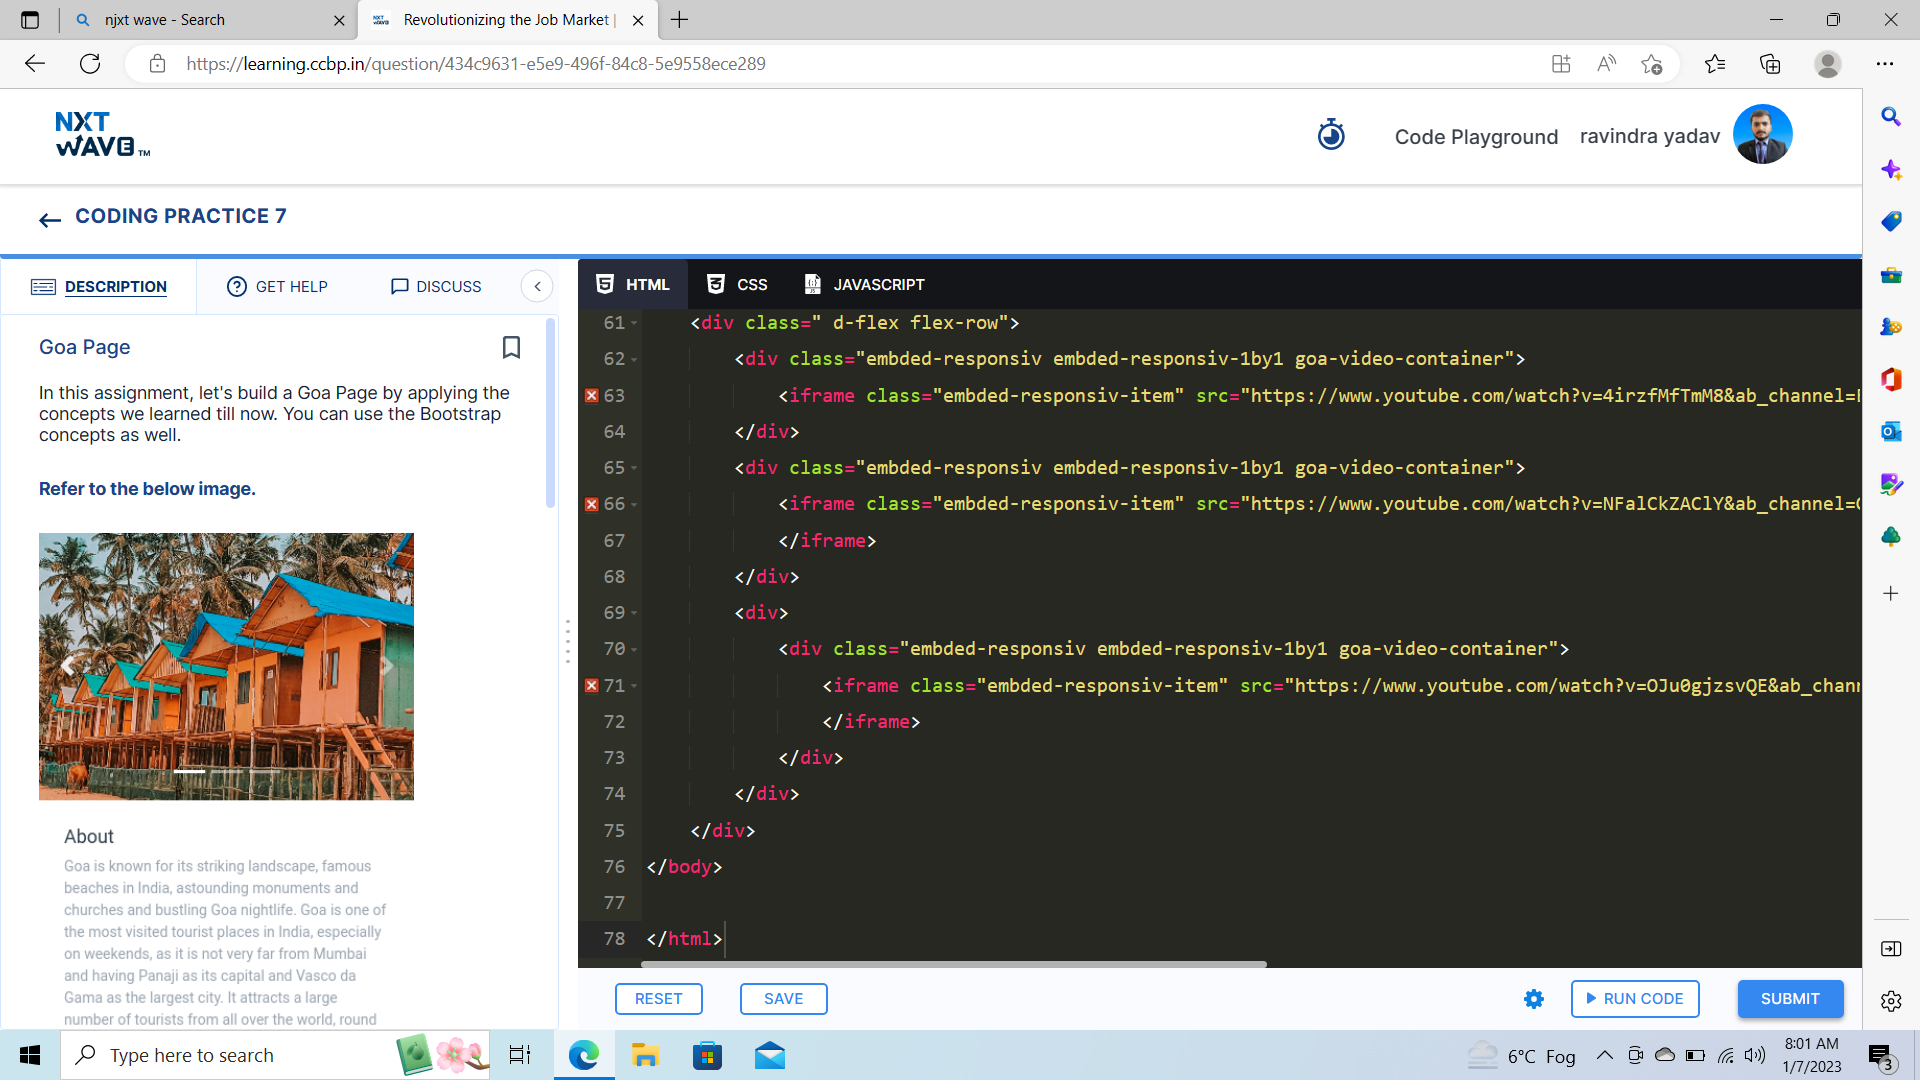 njxt wave - Search
Revolutionizing the Job Market |
https://learning.ccbp.in/question/434c9631-e5e9-496f-84c8-5e9558ece289
NXT
WAVE TM
Code Playground
ravindra yadav
CODING PRACTICE 7
DESCRIPTION
GET HELP
DISCUSS
HTML
CSS
JAVASCRIPT
Goa Page
In this assignment, let's build a Goa Page by applying the
concepts we learned till now. You can use the Bootstrap
concepts as well.
Refer to the below image.
About
Goa is known for its striking landscape, famous
beaches in India, astounding monuments and
churches and bustling Goa nightlife. Goa is one of
the most visited tourist places in India, especially
on weekends, as it is not very far from Mumbai
and having Panaji as its capital and Vasco da
Gama as the largest city. It attracts a large
number of tourists from all over the world, round
61 <div class=" d-flex flex-row">
62 <div class="embded-responsiv embded-responsiv-1by1 goa-video-container">
63 <iframe class="embded-responsiv-item" src="https://www.youtube.com/watch?v=4irzfMfTmM8&ab_channel=
64 </div>
65 <div class="embded-responsiv embded-responsiv-1by1 goa-video-container">
66 <iframe class="embded-responsiv-item" src="https://www.youtube.com/watch?v=NFalCkZAClY&ab_channel=
67 </iframe>
68 </div>
69 <div>
70 <div class="embded-responsiv embded-responsiv-1by1 goa-video-container">
71 <iframe class="embded-responsiv-item" src="https://www.youtube.com/watch?v=OJu0gjzsvQE&ab_chan
72 </iframe>
73 </div>
74 </div>
75 </div>
76 </body>
77
78 </html>
RESET
SAVE
RUN CODE
SUBMIT
Type here to search
6°C Fog
8:01 AM
1/7/2023
3